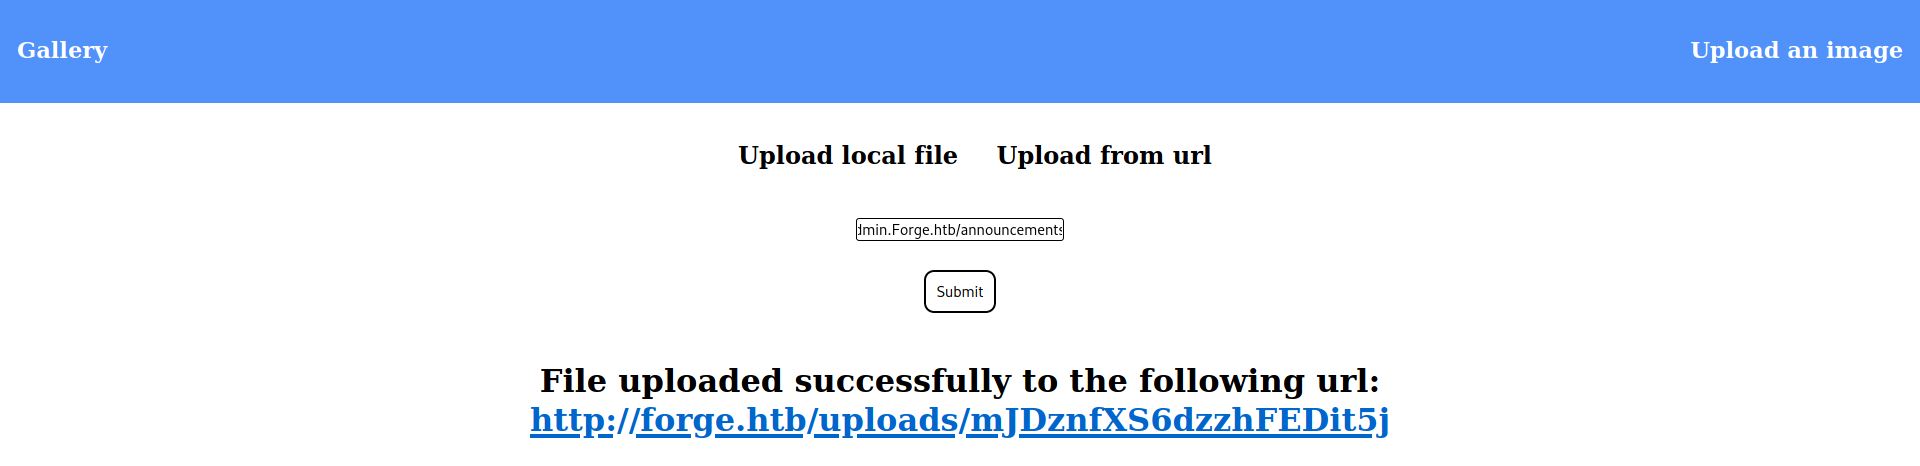 Gallery
Upload an image
Upload local file
Upload from url
dmin.Forge.htb/announcements
Submit
File uploaded successfully to the following url:
http://forge.htb/uploads/mJDznfXS6dzzhFEDit5j